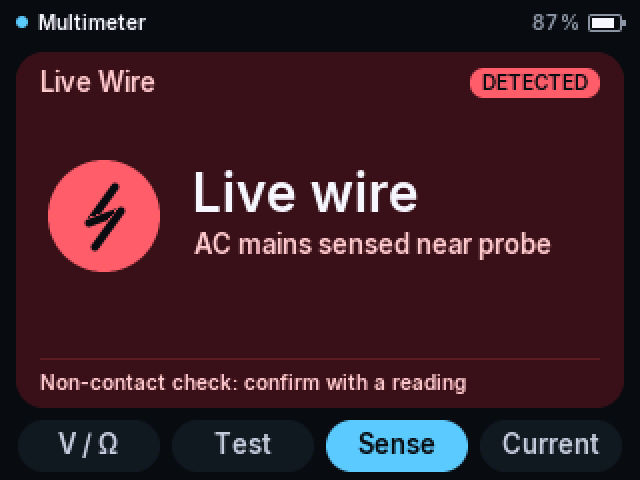 Multimeter
87%
Live Wire
DETECTED
Live wire
AC mains sensed near probe
Non-contact check: confirm with a reading
V / Ω
Test
Sense
Current